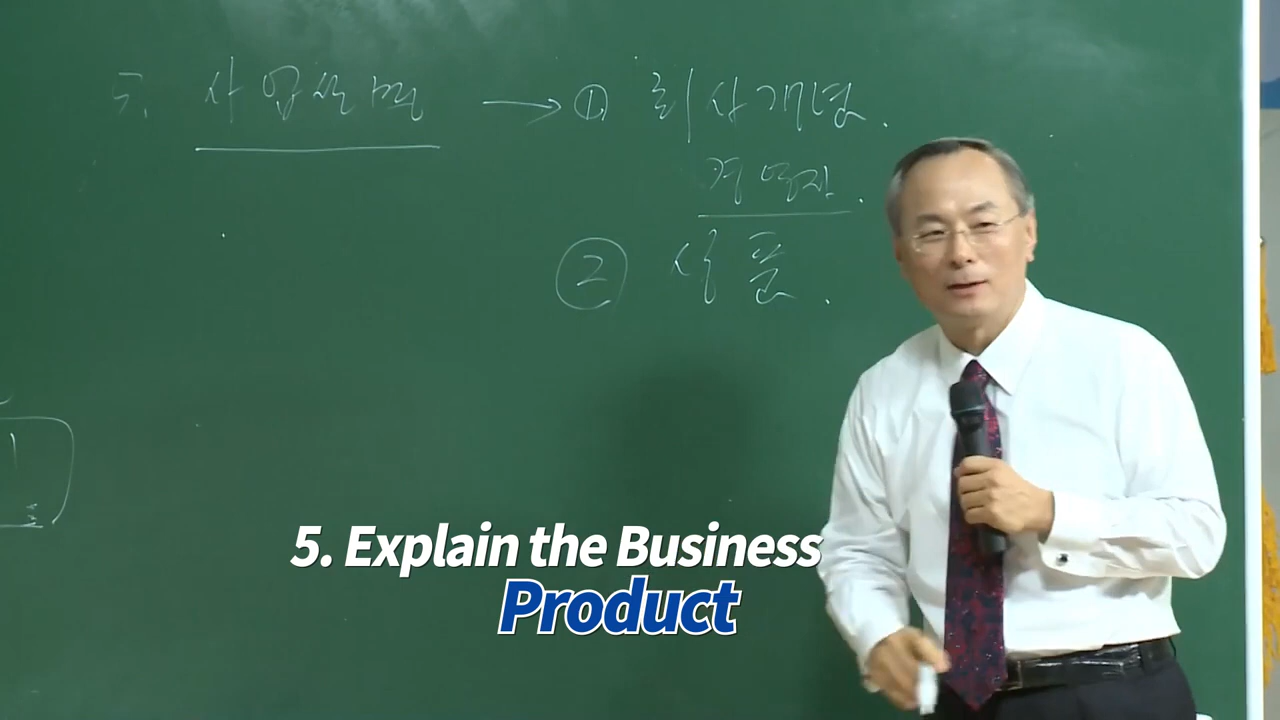 5. 사업설명 → ① 회사개념.
경영자.
② 상품.
5. Explain the Business
Product